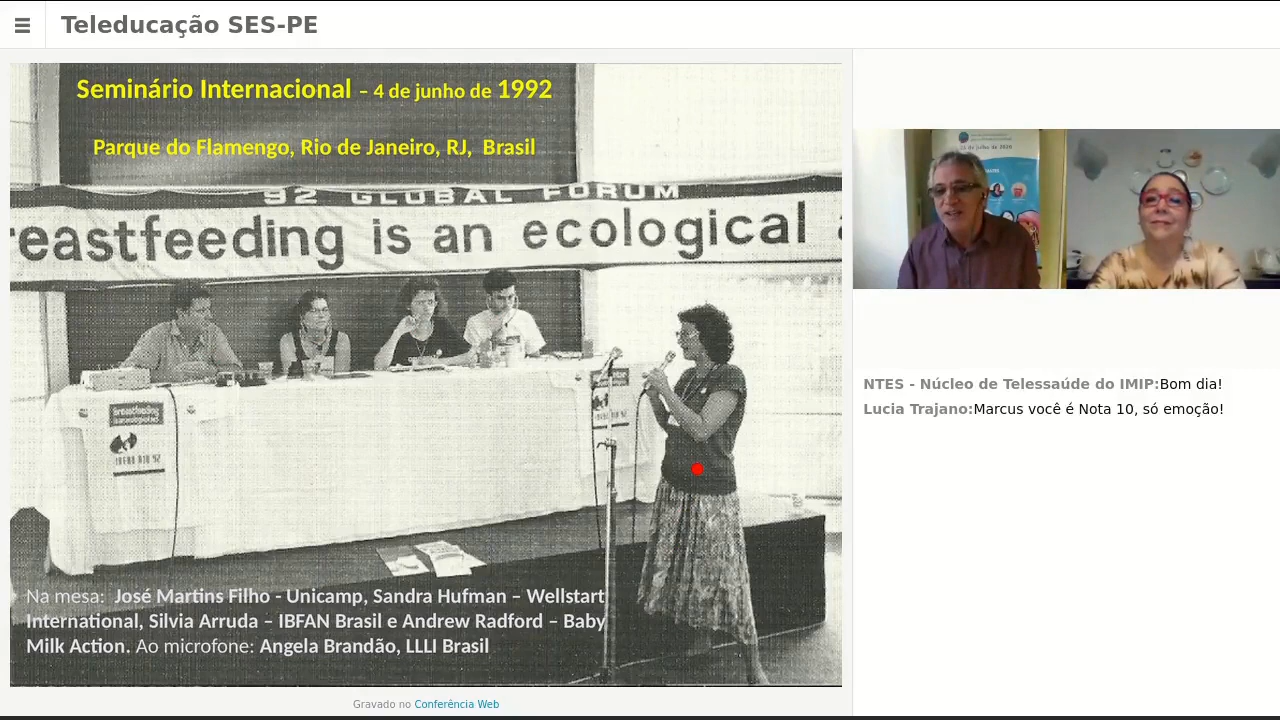 Teleducação SES-PE
Seminário Internacional – 4 de junho de 1992
Parque do Flamengo, Rio de Janeiro, RJ, Brasil
92 GLOBAL FORUM
reastfeeding is an ecological
breastfeeding
Na mesa: José Martins Filho - Unicamp, Sandra Hufman – Wellstart
International, Silvia Arruda – IBFAN Brasil e Andrew Radford – Baby
Milk Action. Ao microfone: Angela Brandão, LLLI Brasil
Gravado no Conferência Web
NTES - Núcleo de Telessaúde do IMIP:Bom dia!
Lucia Trajano:Marcus você é Nota 10, só emoção!